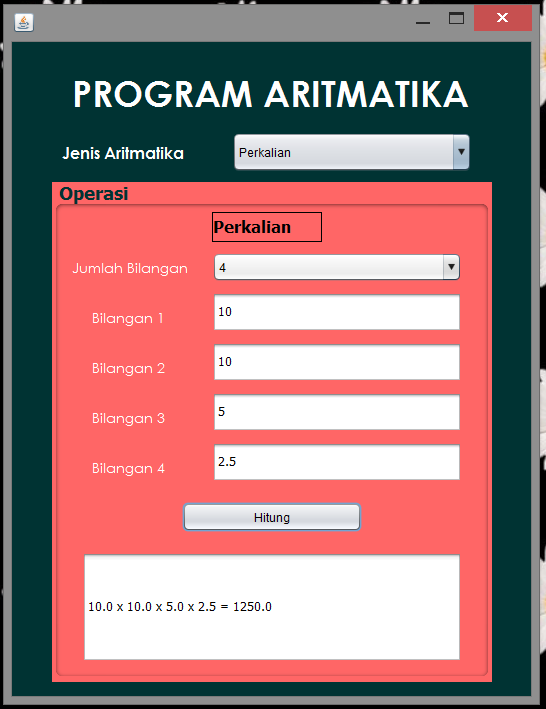 PROGRAM ARITMATIKA
Jenis Aritmatika
Perkalian
Operasi
Perkalian
Jumlah Bilangan
4
Bilangan 1
10
Bilangan 2
10
Bilangan 3
5
Bilangan 4
2.5
Hitung
10.0 x 10.0 x 5.0 x 2.5 = 1250.0